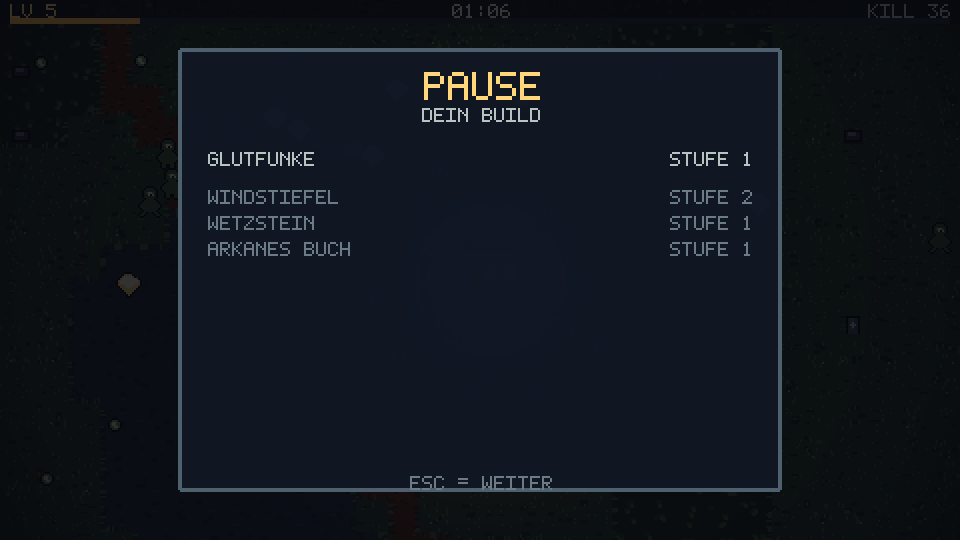 LV 5 01:06 KILL 36
PAUSE
DEIN BUILD
GLUTFUNKE STUFE 1
WINDSTIEFEL STUFE 2
WETZSTEIN STUFE 1
ARKANES BUCH STUFE 1
ESC = WEITER